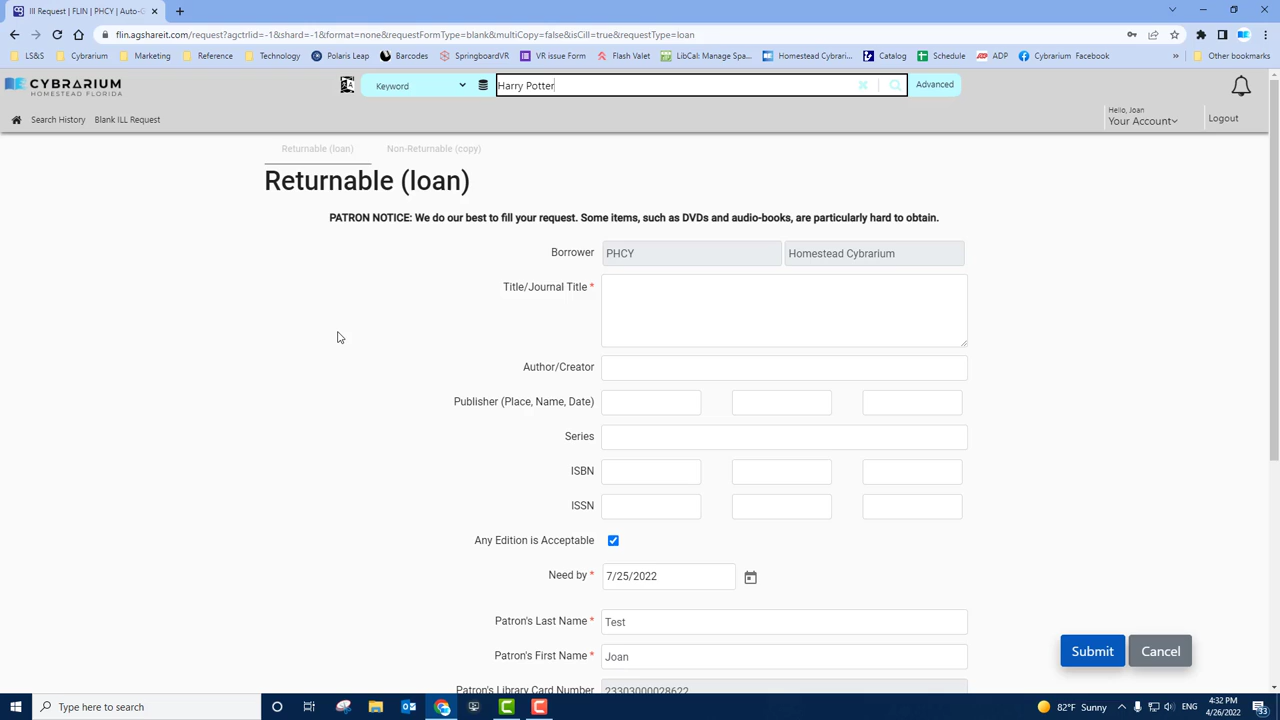 All Requests | AGent To-Go
flin.agshareit.com/request?agctrlid=-1&shard=-1&format=none&requestFormType=blank&multiCopy=false&isCill=true&requestType=loan
LS&S Cybrarium Marketing Reference Technology Polaris Leap Barcodes SpringboardVR VR issue Form Flash Valet LibCal: Manage Spa... Homestead Cybrari... Catalog Schedule ADP Cybrarium Facebook » Other bookmarks
CYBRARIUM
HOMESTEAD FLORIDA
Keyword Harry Potter Advanced
Search History Blank ILL Request
Hello, Joan
Your Account Logout
Returnable (loan) Non-Returnable (copy)
Returnable (loan)
PATRON NOTICE: We do our best to fill your request. Some items, such as DVDs and audio-books, are particularly hard to obtain.
Borrower PHCY Homestead Cybrarium
Title/Journal Title *
Author/Creator
Publisher (Place, Name, Date)
Series
ISBN
ISSN
Any Edition is Acceptable
Need by * 7/25/2022
Patron's Last Name * Test
Patron's First Name * Joan
Submit Cancel
Patron's Library Card Number 23303000028622
Type here to search
82°F Sunny ENG
4:32 PM
4/26/2022